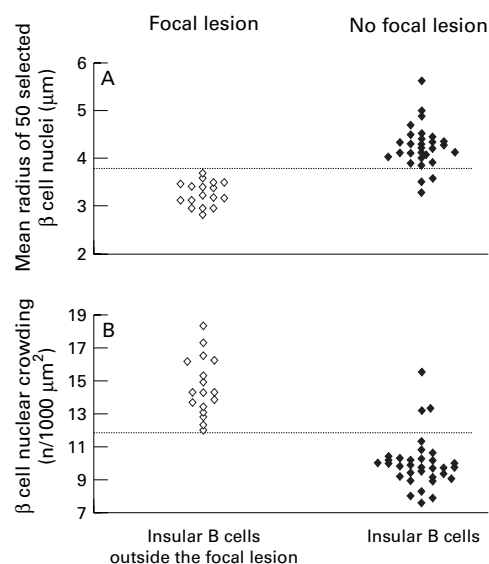 Focal lesion
No focal lesion
Mean radius of 50 selected
β cell nuclei (μm)
A
6
5
4
3
2
β cell nuclear crowding
(n/1000 μm²)
B
19
17
15
13
11
9
7
Insular B cells
outside the focal lesion
Insular B cells